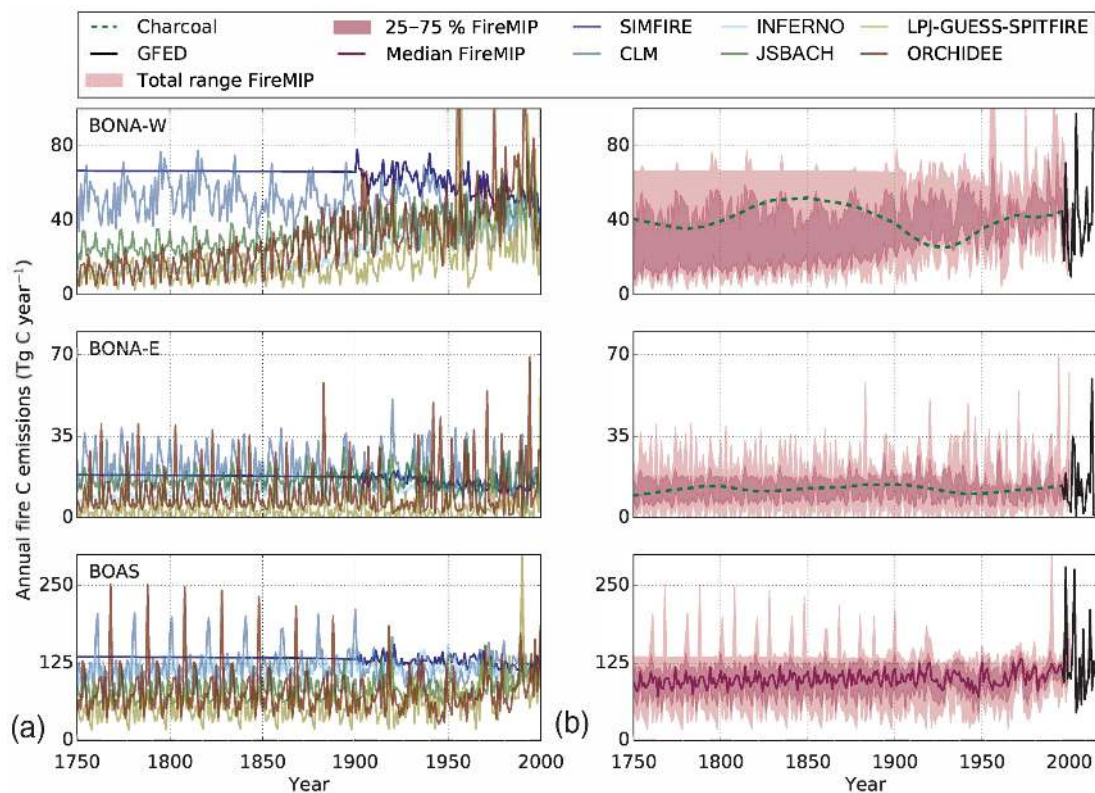 Charcoal
GFED
Total range FireMIP
25–75 % FireMIP
Median FireMIP
SIMFIRE
CLM
INFERNO
JSBACH
LPJ-GUESS-SPITFIRE
ORCHIDEE
Annual fire C emissions (Tg C year⁻¹)
BONA-W
80
40
0
BONA-E
70
35
0
BOAS
250
125
0
(a)
1750 1800 1850 1900 1950 2000
Year
80
40
0
70
35
0
250
125
0
(b)
1750 1800 1850 1900 1950 2000
Year